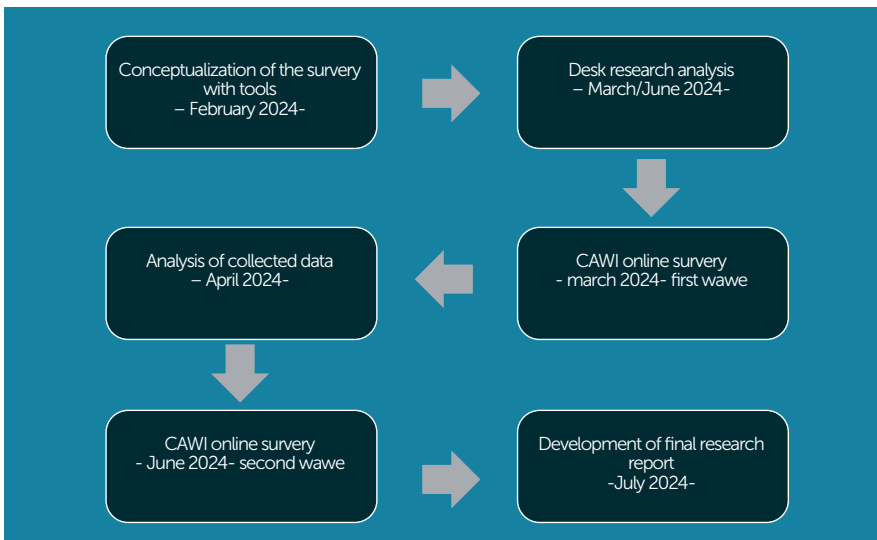 Conceptualization of the survery
with tools
– February 2024-
Desk research analysis
– March/June 2024-
CAWI online survery
- march 2024- first wawe
Analysis of collected data
– April 2024-
CAWI online survery
- June 2024- second wawe
Development of final research
report
-July 2024-